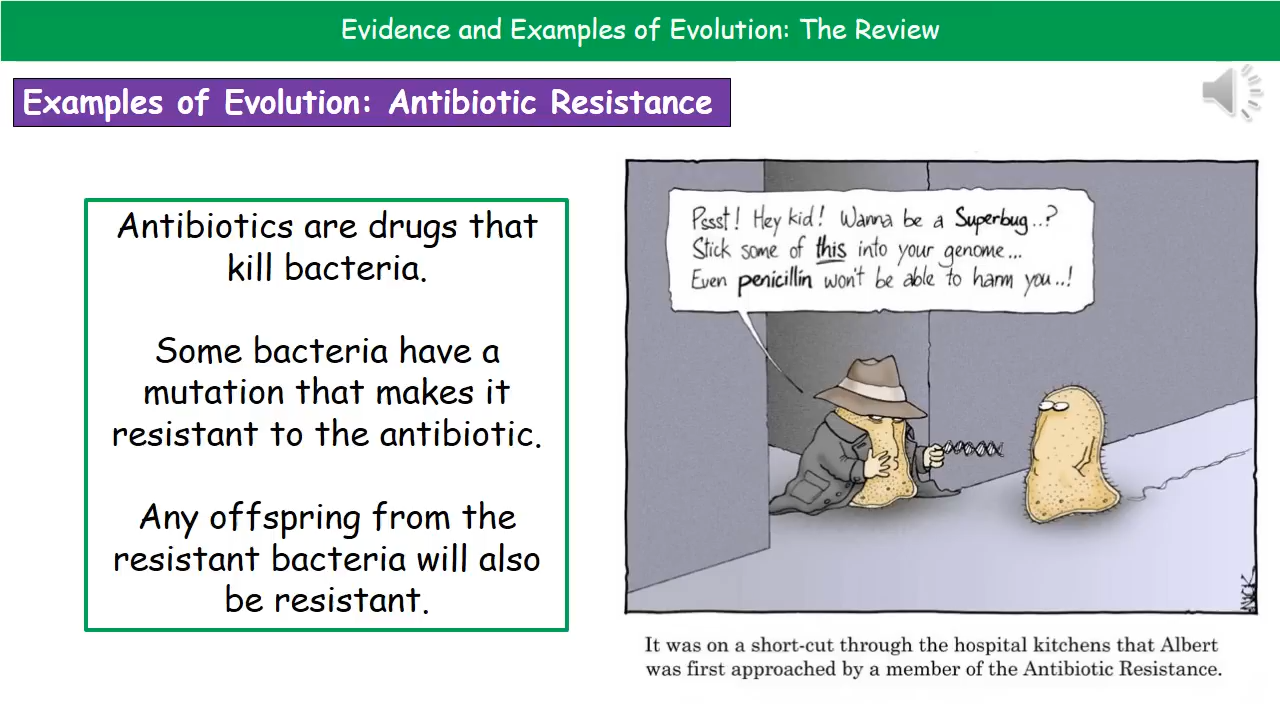 Evidence and Examples of Evolution: The Review
Examples of Evolution: Antibiotic Resistance
Antibiotics are drugs that
kill bacteria.
Some bacteria have a
mutation that makes it
resistant to the antibiotic.
Any offspring from the
resistant bacteria will also
be resistant.
Pssst! Hey kid! Wanna be a Superbug..?
Stick some of this into your genome...
Even penicillin won't be able to harm you..!
NICK
It was on a short-cut through the hospital kitchens that Albert
was first approached by a member of the Antibiotic Resistance.